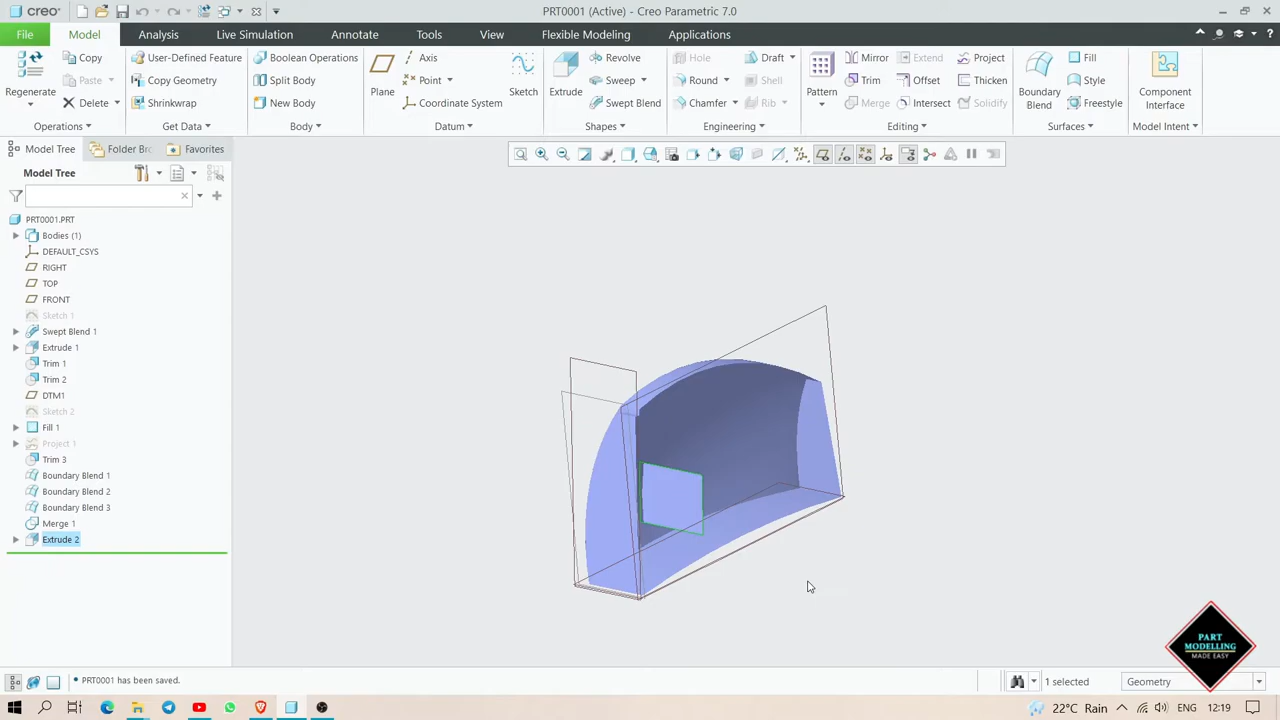 creo
PRT0001 (Active) - Creo Parametric 7.0
File Model Analysis Live Simulation Annotate Tools View Flexible Modeling Applications
Regenerate
Copy
Paste
Delete
Operations
User-Defined Feature
Copy Geometry
Shrinkwrap
Get Data
Boolean Operations
Split Body
New Body
Body
Plane
Axis
Point
Coordinate System
Sketch
Datum
Extrude
Revolve
Sweep
Swept Blend
Shapes
Hole
Round
Chamfer
Draft
Shell
Rib
Engineering
Pattern
Mirror
Trim
Merge
Extend
Offset
Intersect
Project
Thicken
Solidify
Editing
Boundary
Blend
Fill
Style
Freestyle
Surfaces
Component
Interface
Model Intent
Model Tree
Folder Br
Favorites
Model Tree
PRT0001.PRT
Bodies (1)
DEFAULT_CSYS
RIGHT
TOP
FRONT
Sketch 1
Swept Blend 1
Extrude 1
Trim 1
Trim 2
DTM1
Sketch 2
Fill 1
Project 1
Trim 3
Boundary Blend 1
Boundary Blend 2
Boundary Blend 3
Merge 1
Extrude 2
PART
MODELLING
MADE EASY
• PRT0001 has been saved.
1 selected
Geometry
22°C Rain
ENG
12:19